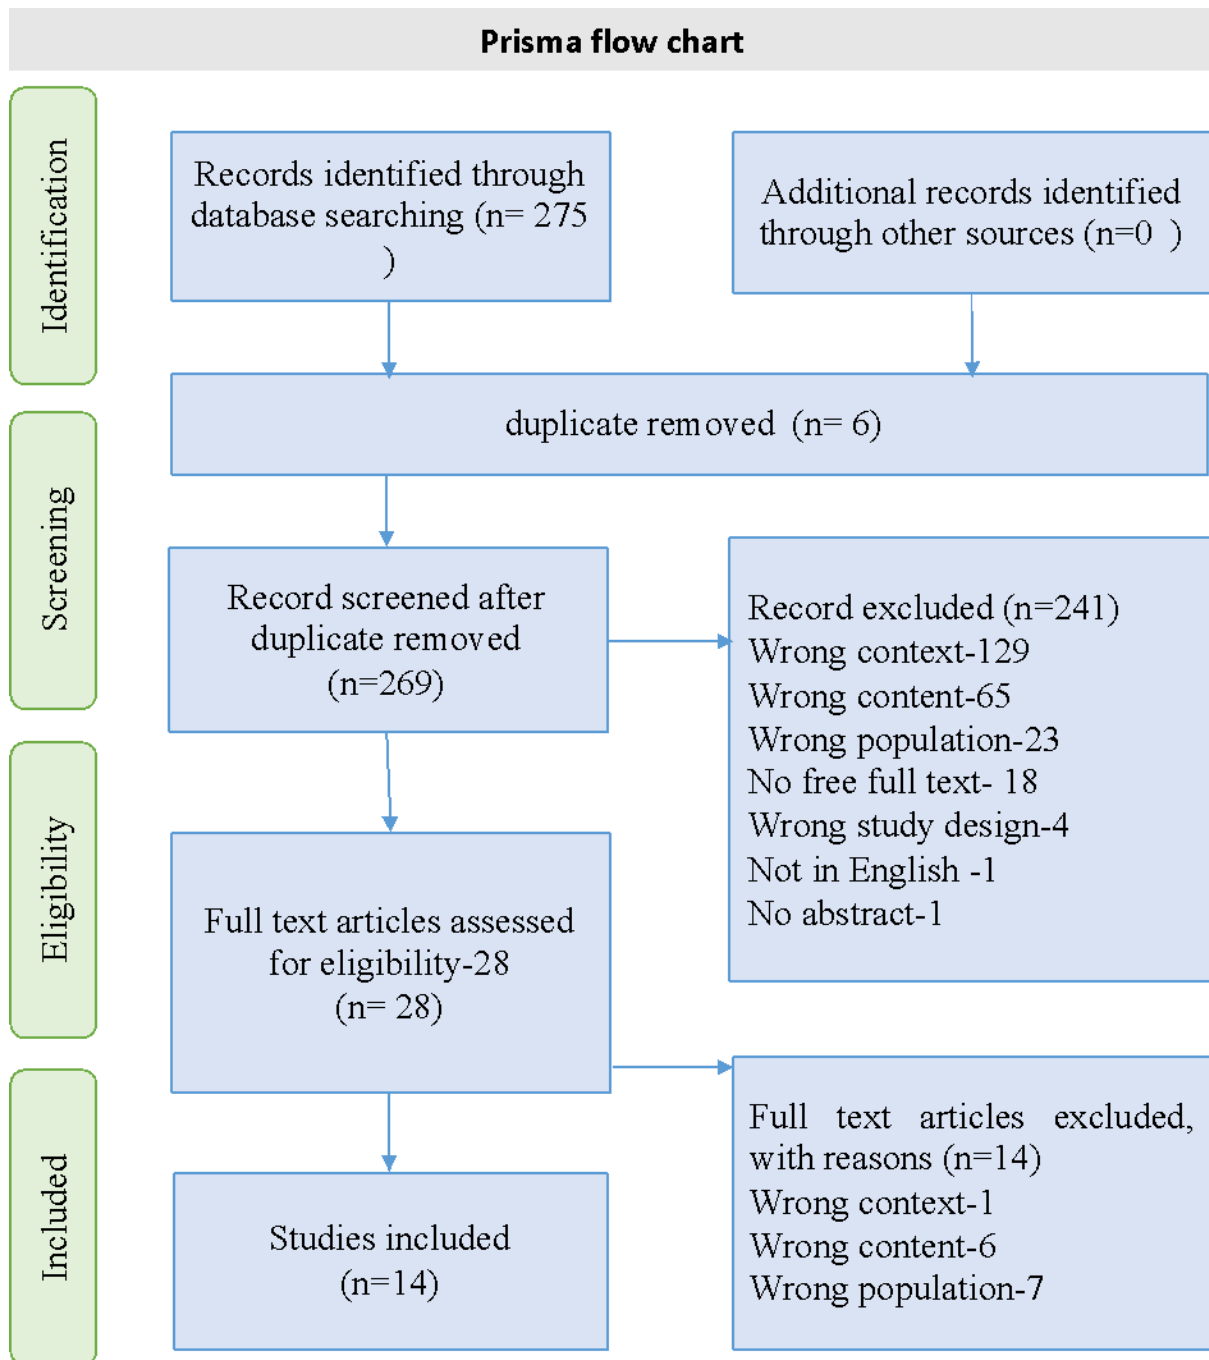 Prisma flow chart
Identification
Records identified through
database searching (n= 275
)
Additional records identified
through other sources (n=0  )
duplicate removed  (n= 6)
Screening
Record screened after
duplicate removed
(n=269)
Record excluded (n=241)
Wrong context-129
Wrong content-65
Wrong population-23
No free full text- 18
Wrong study design-4
Not in English -1
No abstract-1
Eligibility
Full text articles assessed
for eligibility-28
(n= 28)
Full text articles excluded,
with reasons (n=14)
Wrong context-1
Wrong content-6
Wrong population-7
Included
Studies included
(n=14)